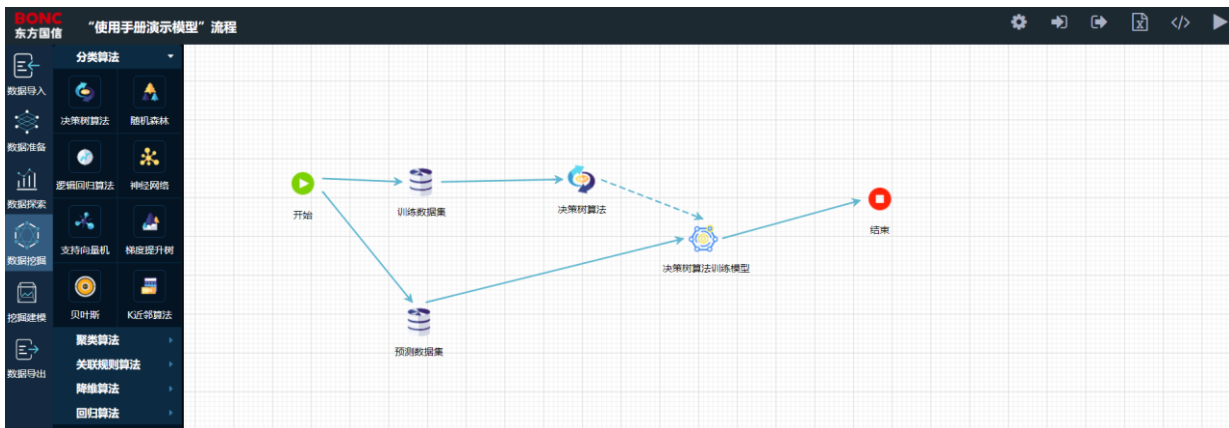 BONC
东方国信
“使用手册演示模型”流程
数据导入
数据准备
数据探索
数据挖掘
挖掘建模
数据导出
分类算法
决策树算法 随机森林
逻辑回归算法 神经网络
支持向量机 梯度提升树
贝叶斯 K近邻算法
聚类算法
关联规则算法
降维算法
回归算法
开始
训练数据集
决策树算法
决策树算法训练模型
结束
预测数据集